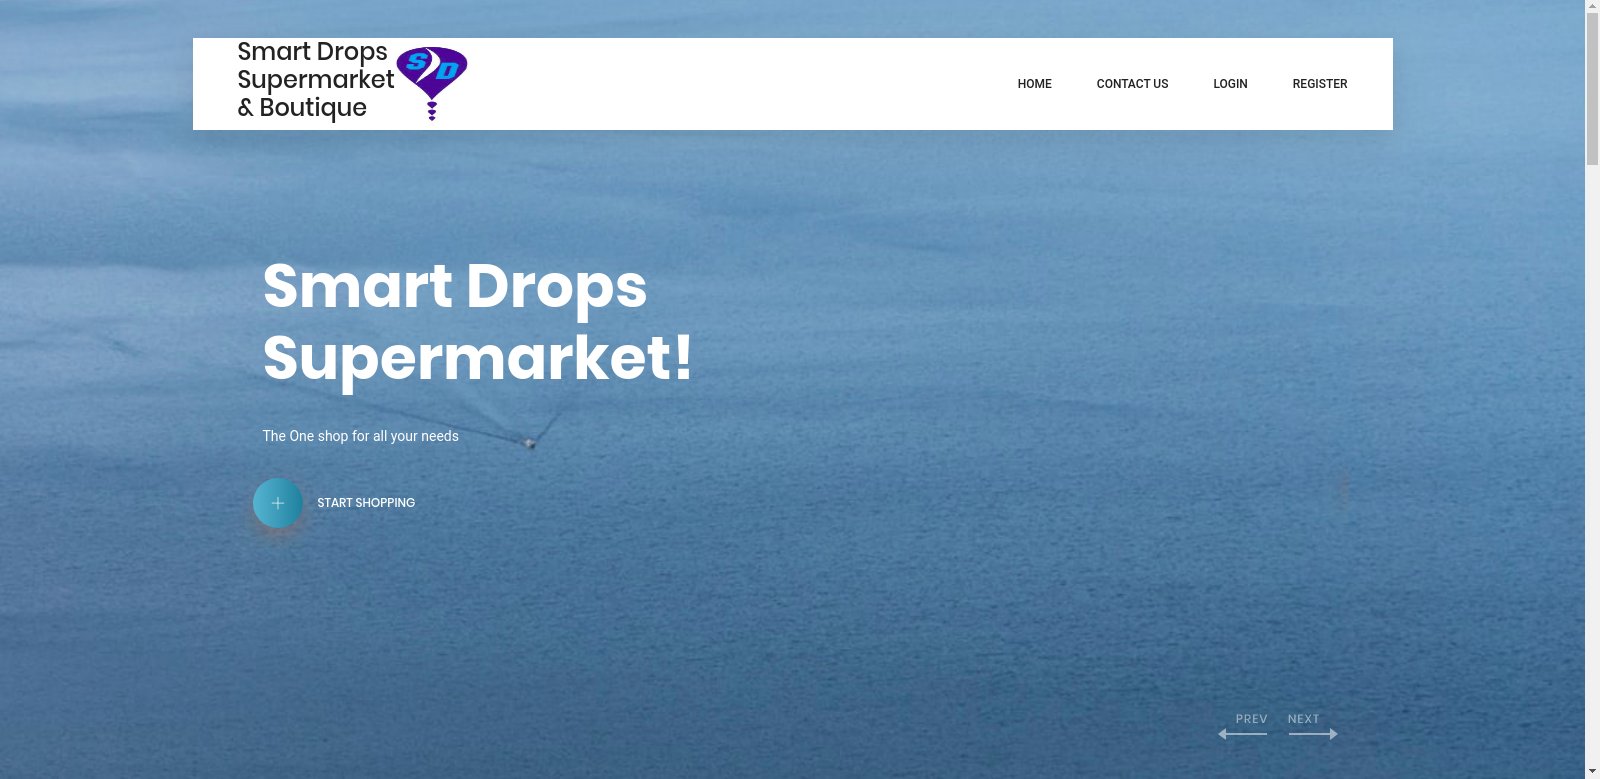 Smart Drops
Supermarket
& Boutique
SD
HOME
CONTACT US
LOGIN
REGISTER
Smart Drops
Supermarket!
The One shop for all your needs
START SHOPPING
PREV
NEXT